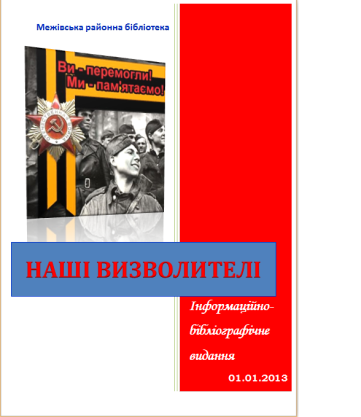 Межівська районна бібліотека
Ви - перемогли!
Ми - пам'ятаємо!
НАШІ ВИЗВОЛИТЕЛІ
Інформаційно-
бібліографічне
видання
01.01.2013